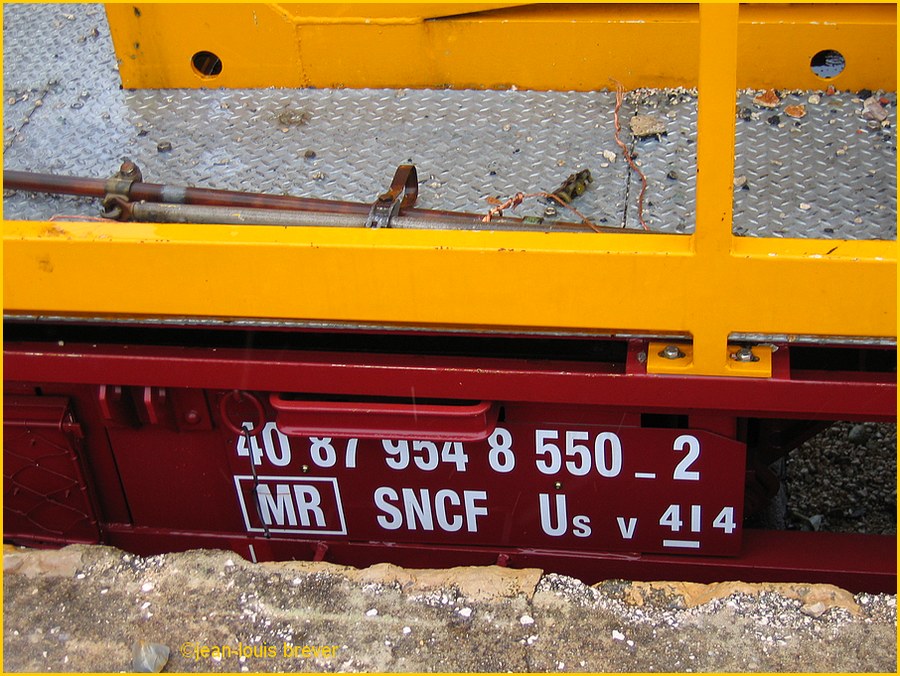 40 87 954 8 550 - 2
MR SNCF Us v 414
©jean-louis brever